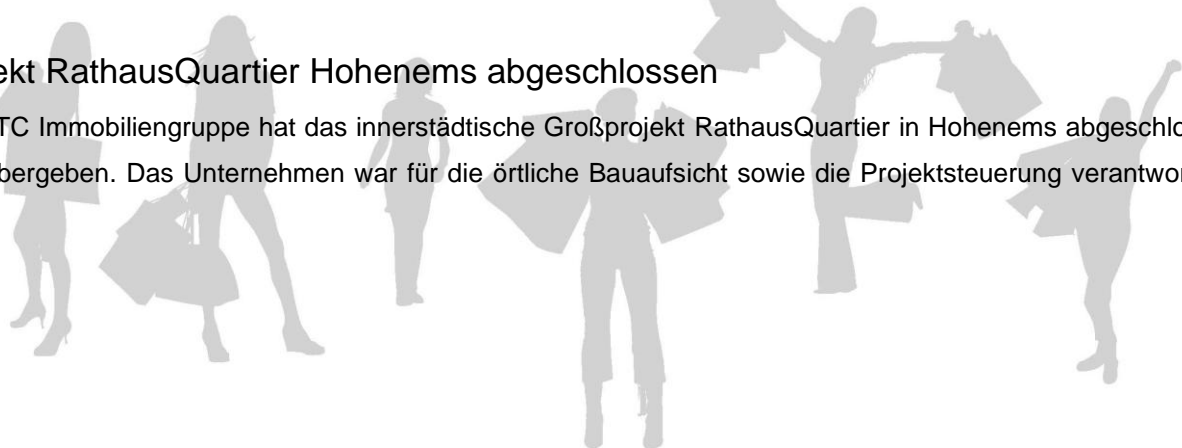 ekt RathausQuartier Hohenems abgeschlossen
TC Immobiliengruppe hat das innerstädtische Großprojekt RathausQuartier in Hohenems abgeschlo
bergeben. Das Unternehmen war für die örtliche Bauaufsicht sowie die Projektsteuerung verantwor